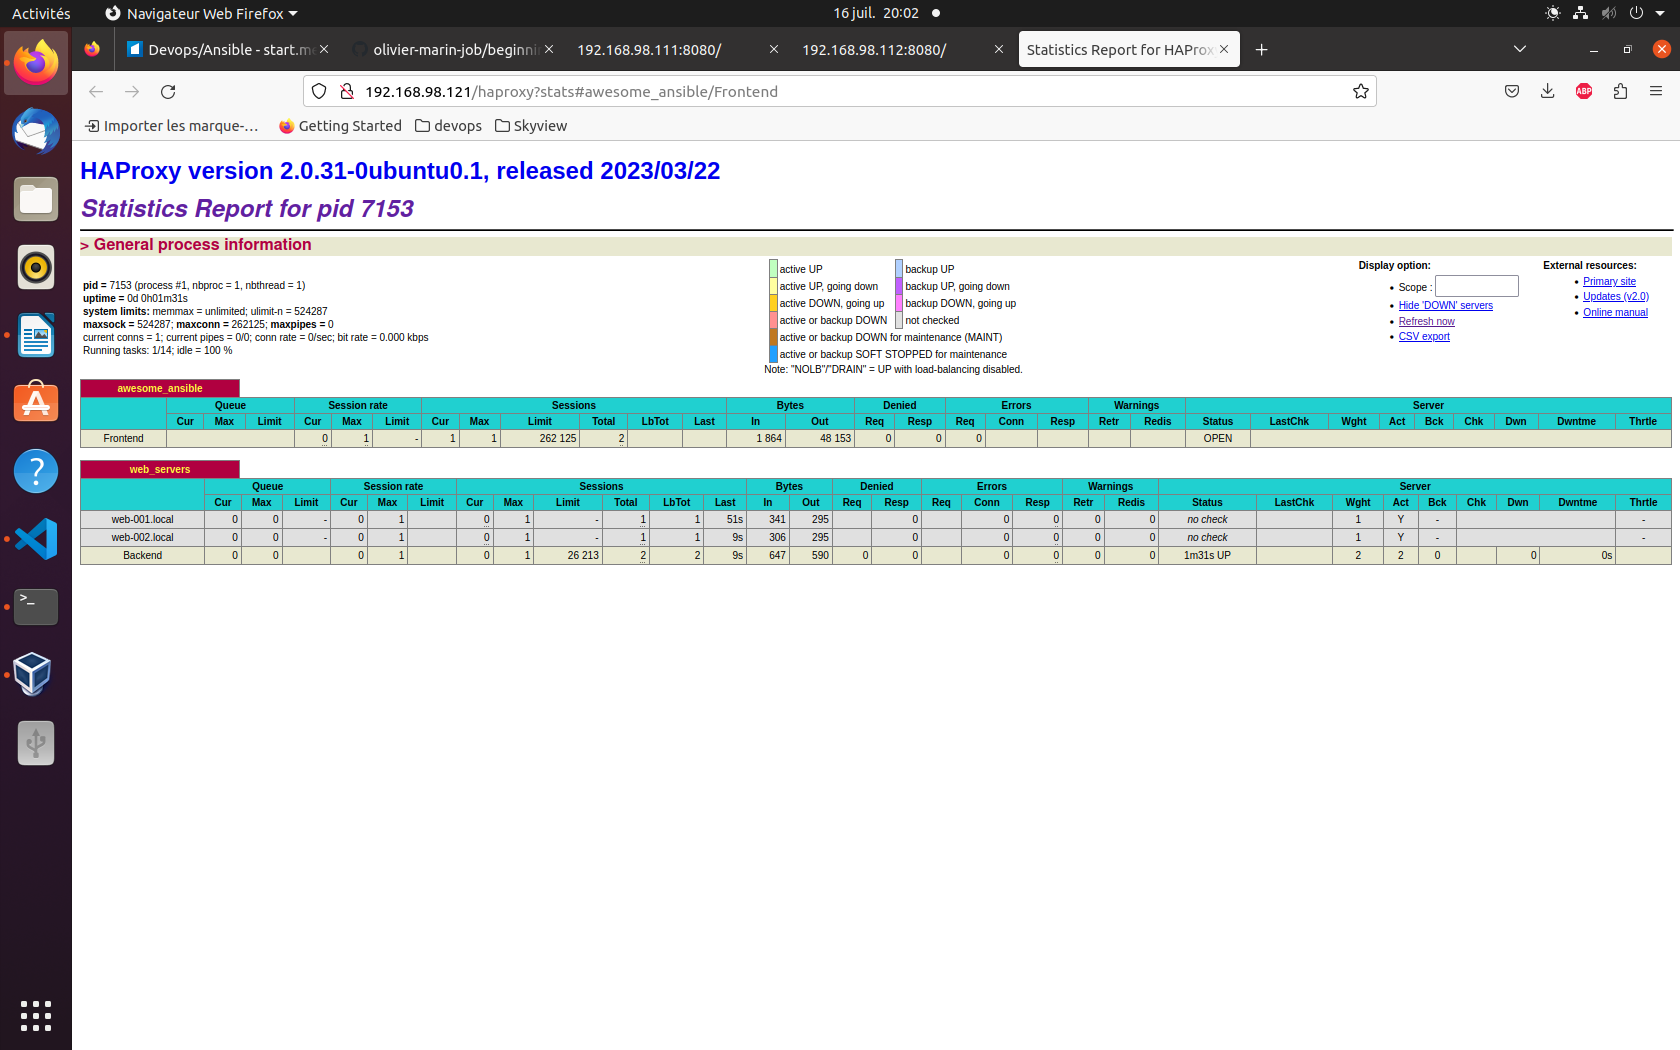 Activités Navigateur Web Firefox 16 juil. 20:02
Devops/Ansible - start.m 192.168.98.111:8080/ 192.168.98.112:8080/ Statistics Report for HAProx
olivier-marin-job/beginni
192.168.98.121/haproxy?stats#awesome_ansible/Frontend
ABP
Importer les marque-… Getting Started devops Skyview
HAProxy version 2.0.31-0ubuntu0.1, released 2023/03/22
Statistics Report for pid 7153
> General process information
pid = 7153 (process #1, nbproc = 1, nbthread = 1)
uptime = 0d 0h01m31s
system limits: memmax = unlimited; ulimit-n = 524287
maxsock = 524287; maxconn = 262125; maxpipes = 0
current conns = 1; current pipes = 0/0; conn rate = 0/sec; bit rate = 0.000 kbps
Running tasks: 1/14; idle = 100 %
active UP backup UP
active UP, going down backup UP, going down
active DOWN, going up backup DOWN, going up
active or backup DOWN not checked
active or backup DOWN for maintenance (MAINT)
active or backup SOFT STOPPED for maintenance
Note: "NOLB"/"DRAIN" = UP with load-balancing disabled.
Display option:
Scope :
Hide 'DOWN' servers
Refresh now
CSV export
External resources:
Primary site
Updates (v2.0)
Online manual
awesome_ansible
Queue Session rate Sessions Bytes Denied Errors Warnings Server
Cur Max Limit Cur Max Limit Cur Max Limit Total LbTot Last In Out Req Resp Req Conn Resp Retr Redis Status LastChk Wght Act Bck Chk Dwn Dwntme Thrtle
Frontend 0 1 - 1 1 262 125 2 1 864 48 153 0 0 0 OPEN
web_servers
Queue Session rate Sessions Bytes Denied Errors Warnings Server
Cur Max Limit Cur Max Limit Cur Max Limit Total LbTot Last In Out Req Resp Req Conn Resp Retr Redis Status LastChk Wght Act Bck Chk Dwn Dwntme Thrtle
web-001.local 0 0 - 0 1 0 1 - 1 1 51s 341 295 0 0 0 0 0 no check 1 Y - -
web-002.local 0 0 - 0 1 0 1 - 1 1 9s 306 295 0 0 0 0 0 no check 1 Y - -
Backend 0 0 0 1 0 1 26 213 2 2 9s 647 590 0 0 0 0 0 0 1m31s UP 2 2 0 0 0s